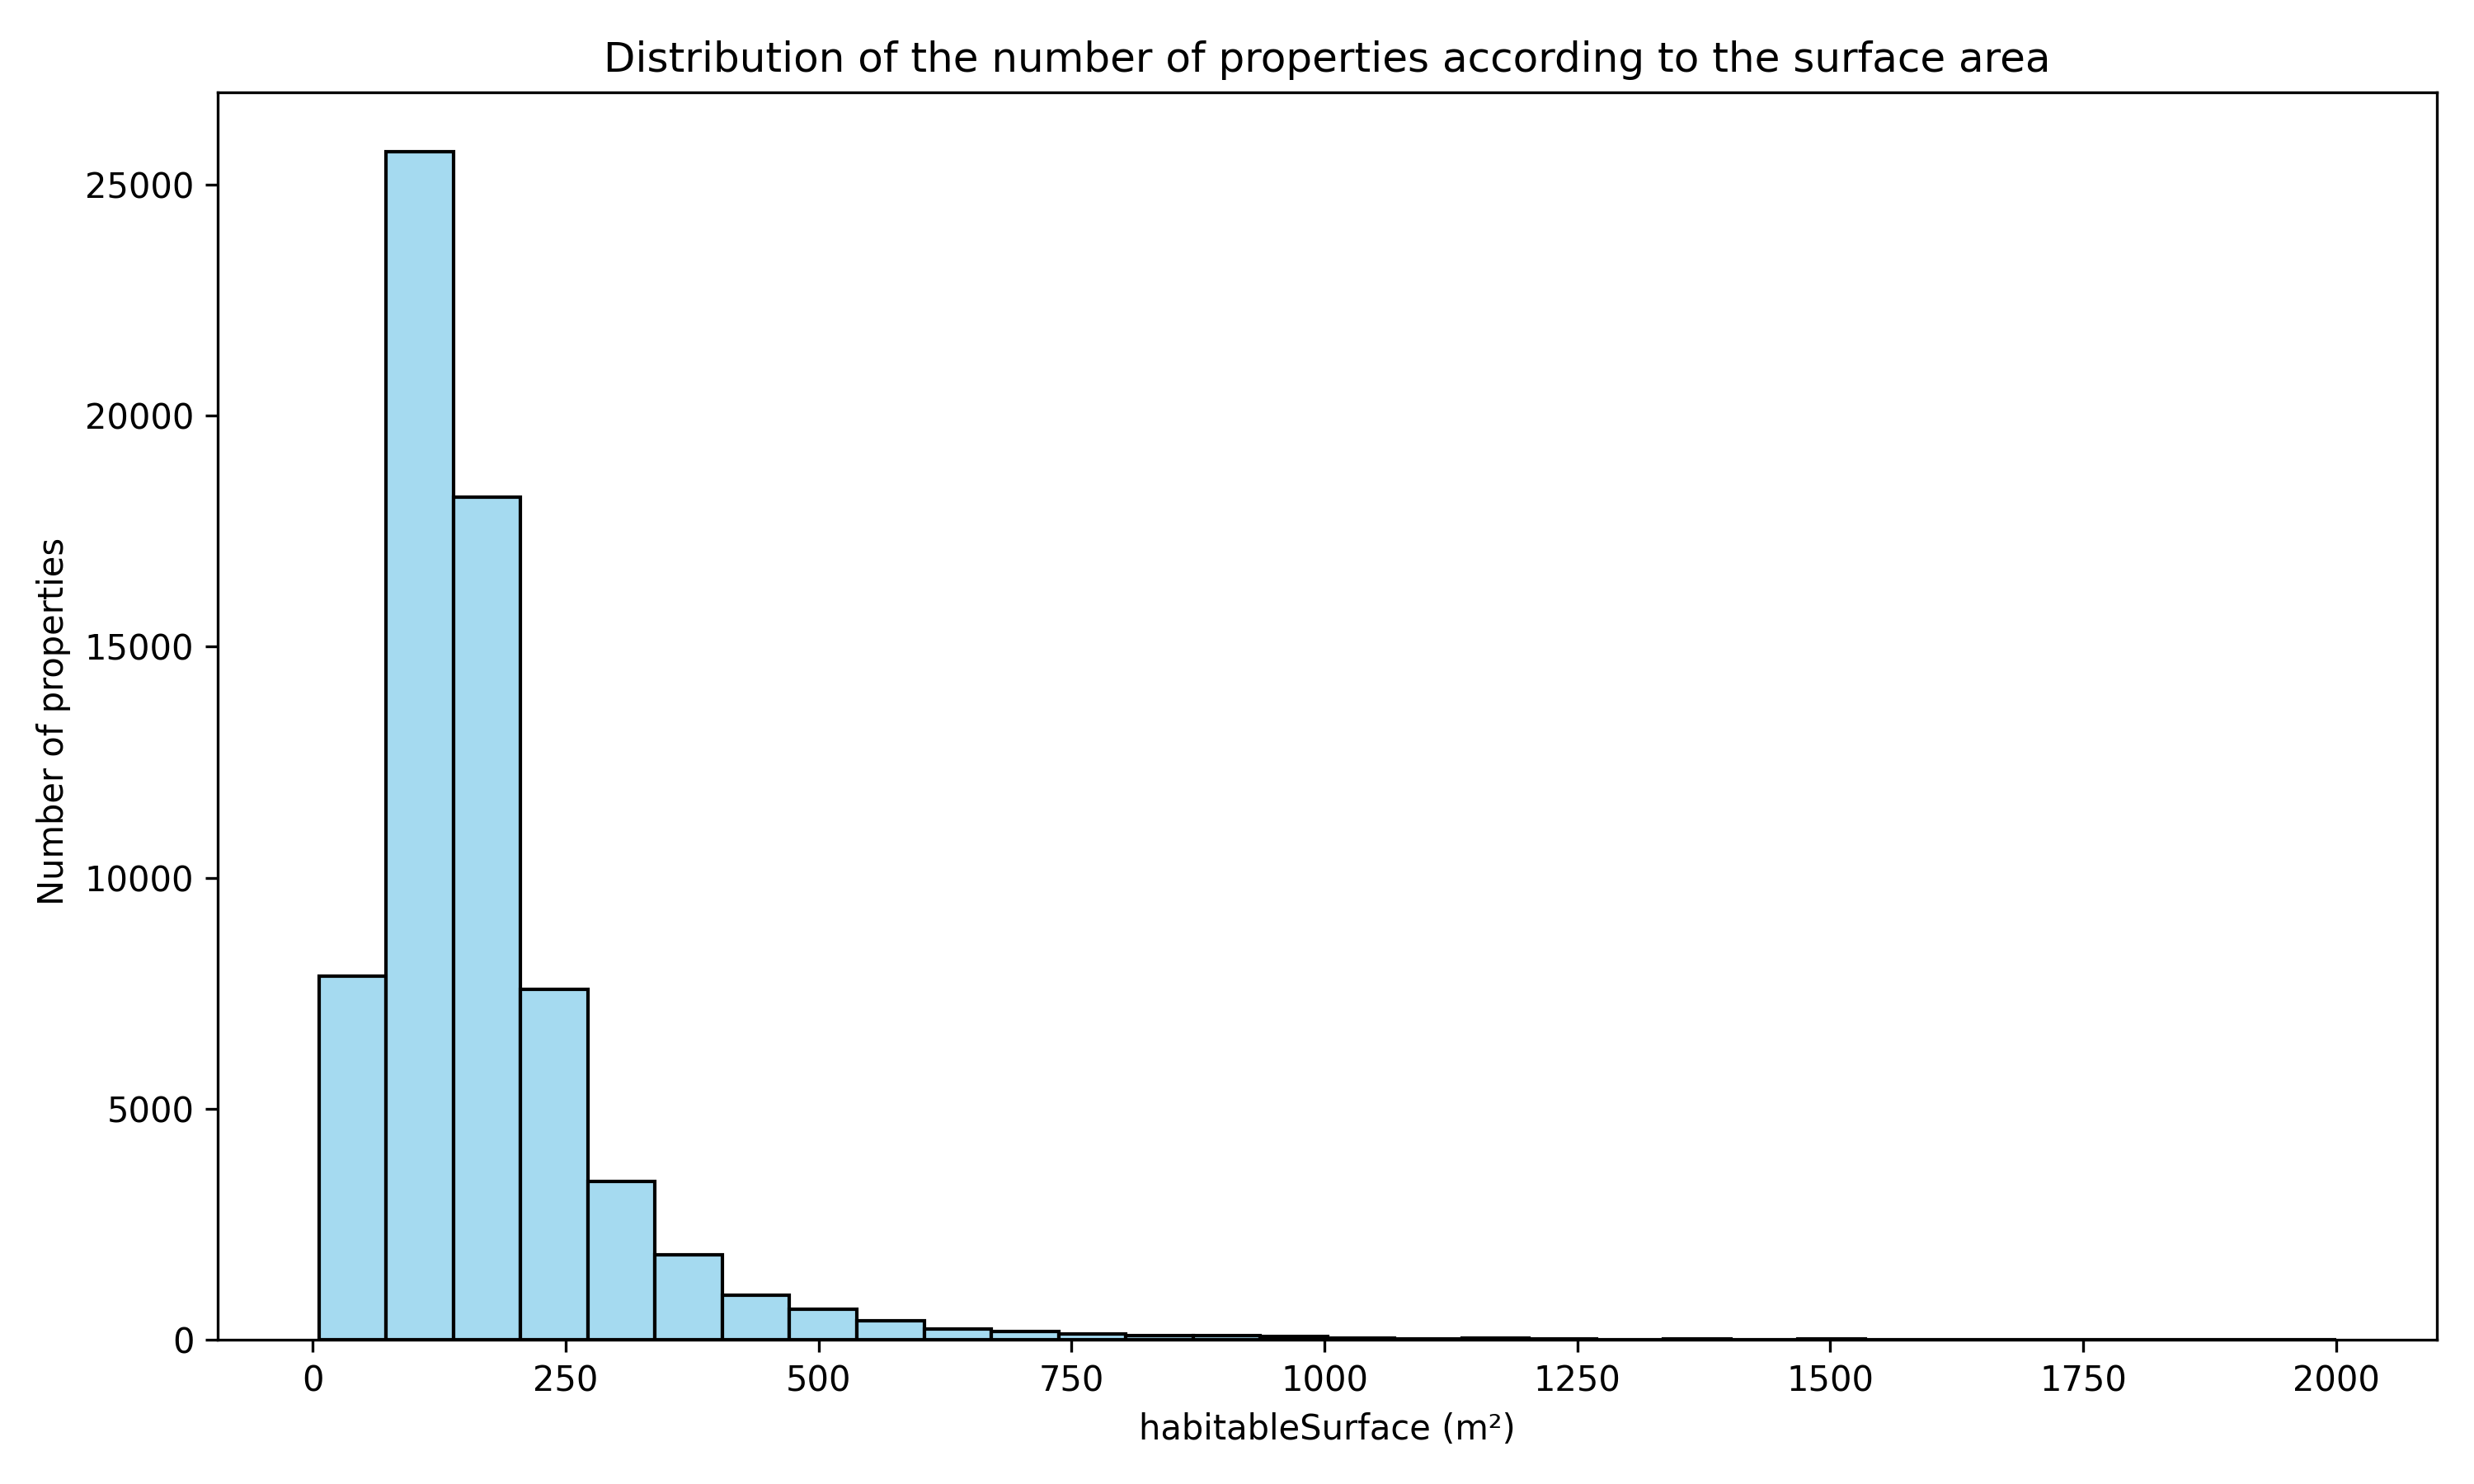 Distribution of the number of properties according to the surface area
Number of properties
25000
20000
15000
10000
5000
0
0 250 500 750 1000 1250 1500 1750 2000
habitableSurface (m²)